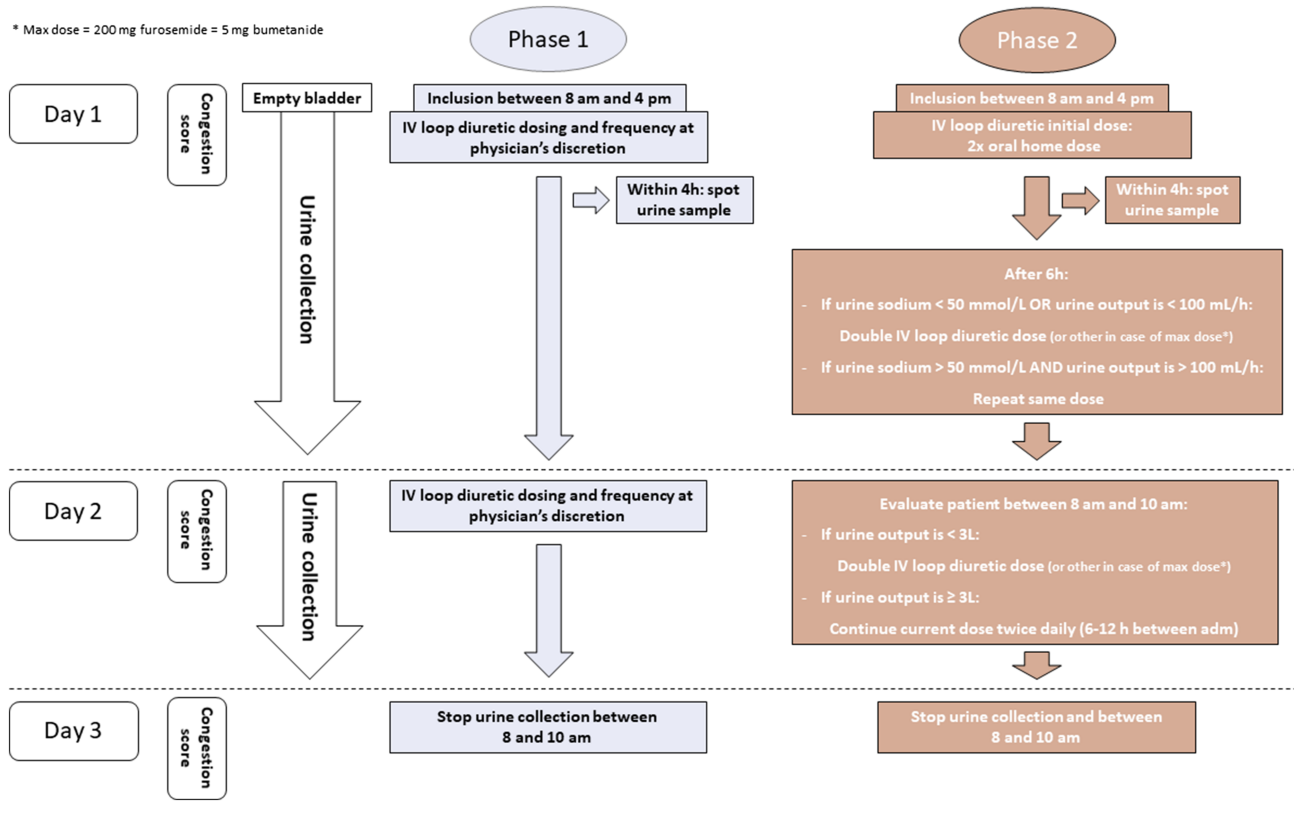 * Max dose = 200 mg furosemide = 5 mg bumetanide
Phase 1
Phase 2
Day 1
Congestion
score
Empty bladder
Urine collection
Inclusion between 8 am and 4 pm
IV loop diuretic dosing and frequency at
physician's discretion
Within 4h: spot
urine sample
Inclusion between 8 am and 4 pm
IV loop diuretic initial dose:
2x oral home dose
Within 4h: spot
urine sample
After 6h:
- If urine sodium < 50 mmol/L OR urine output is < 100 mL/h:
Double IV loop diuretic dose (or other in case of max dose*)
- If urine sodium > 50 mmol/L AND urine output is > 100 mL/h:
Repeat same dose
Day 2
Congestion
score
Urine collection
IV loop diuretic dosing and frequency at
physician's discretion
Evaluate patient between 8 am and 10 am:
- If urine output is < 3L:
Double IV loop diuretic dose (or other in case of max dose*)
- If urine output is ≥ 3L:
Continue current dose twice daily (6-12 h between adm)
Day 3
Congestion
score
Stop urine collection between
8 and 10 am
Stop urine collection and between
8 and 10 am